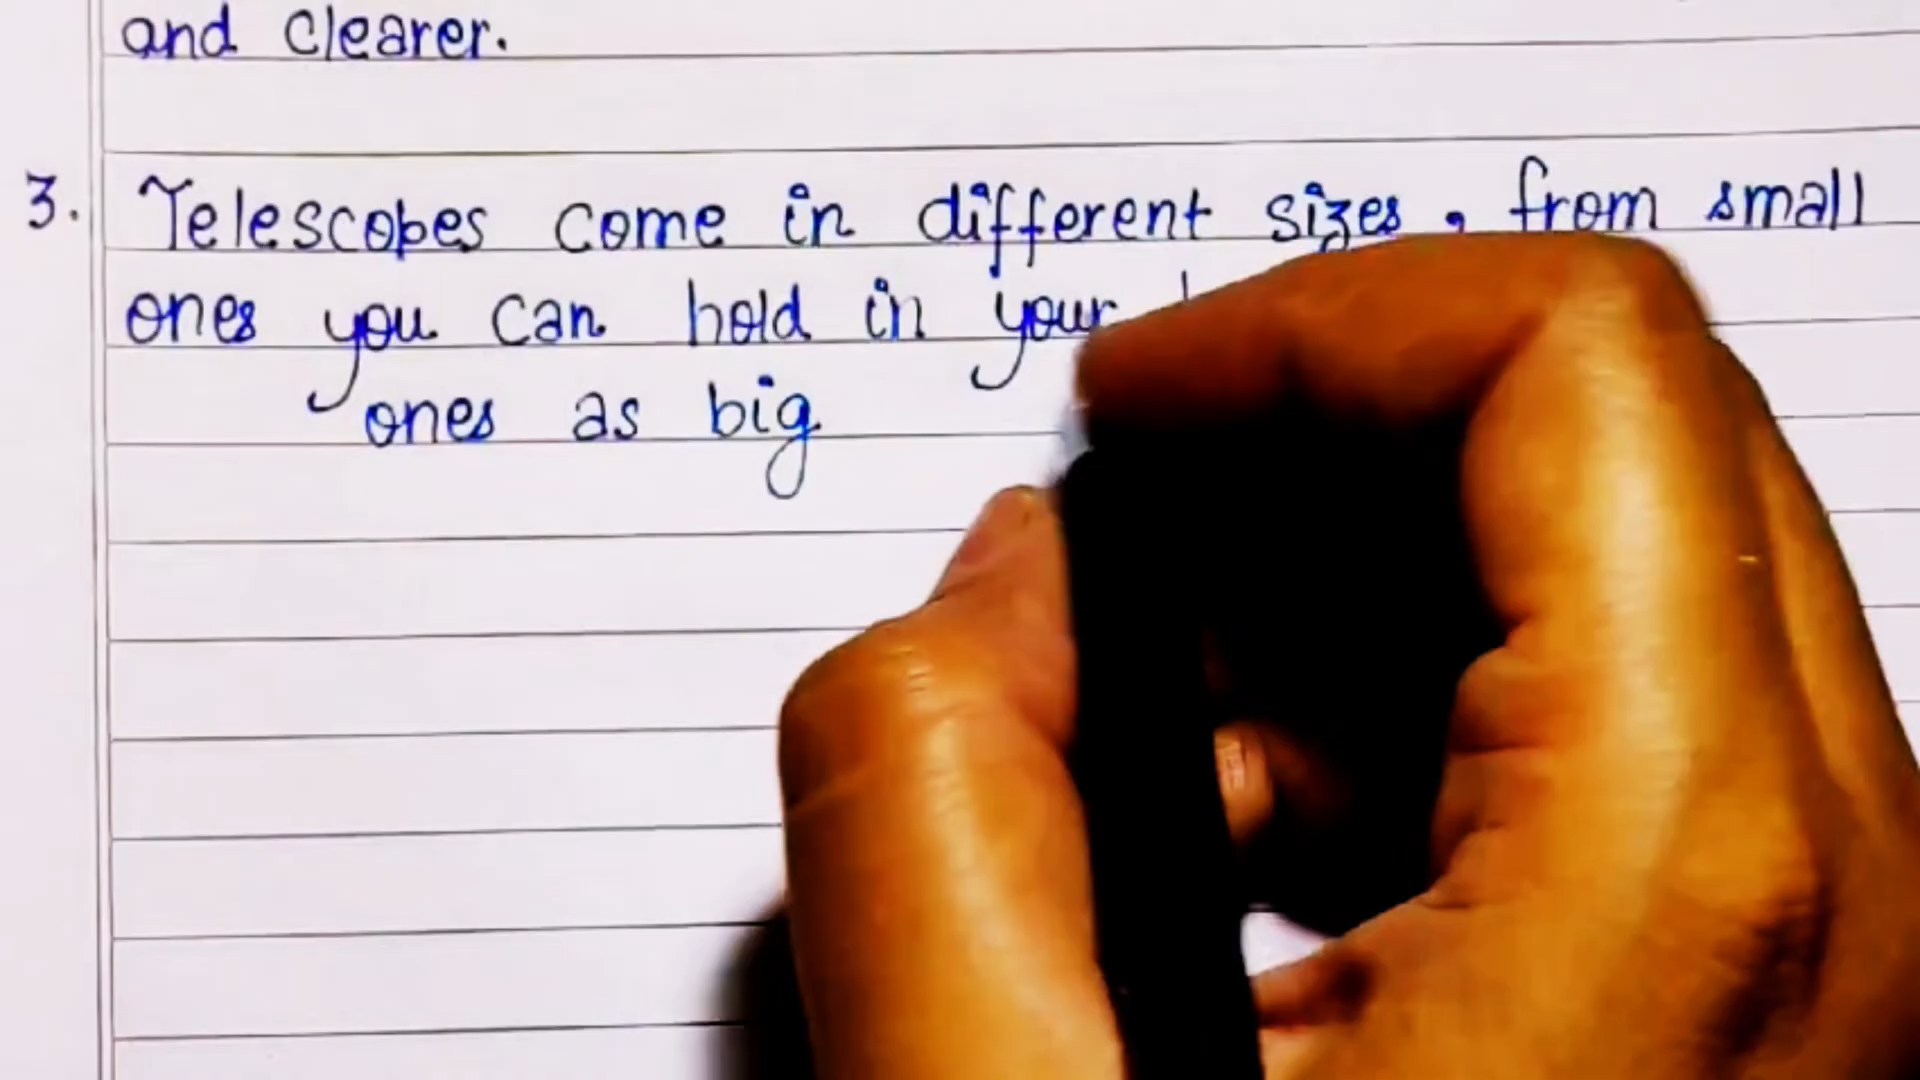 and clearer.
3. Telescopes come in different sizes, from small
ones you can hold in your
ones as big